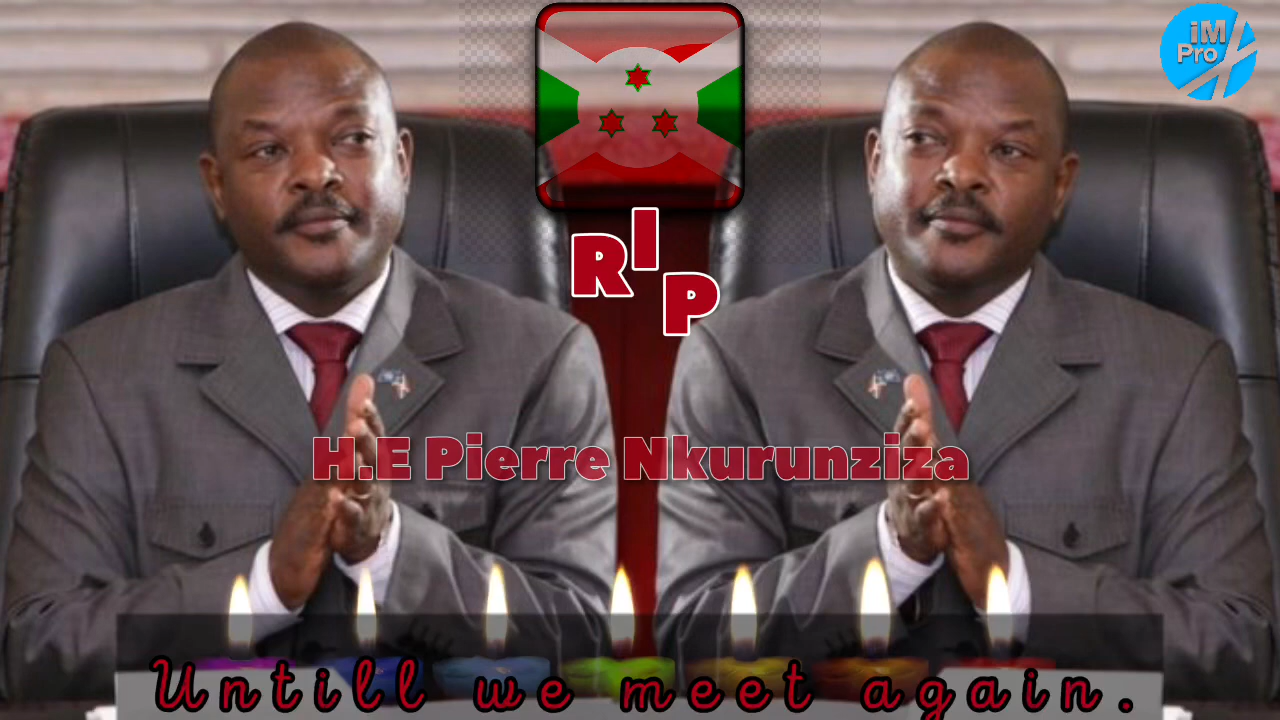 iM
Pro
RIP
H.E Pierre Nkurunziza
Untill we meet again.